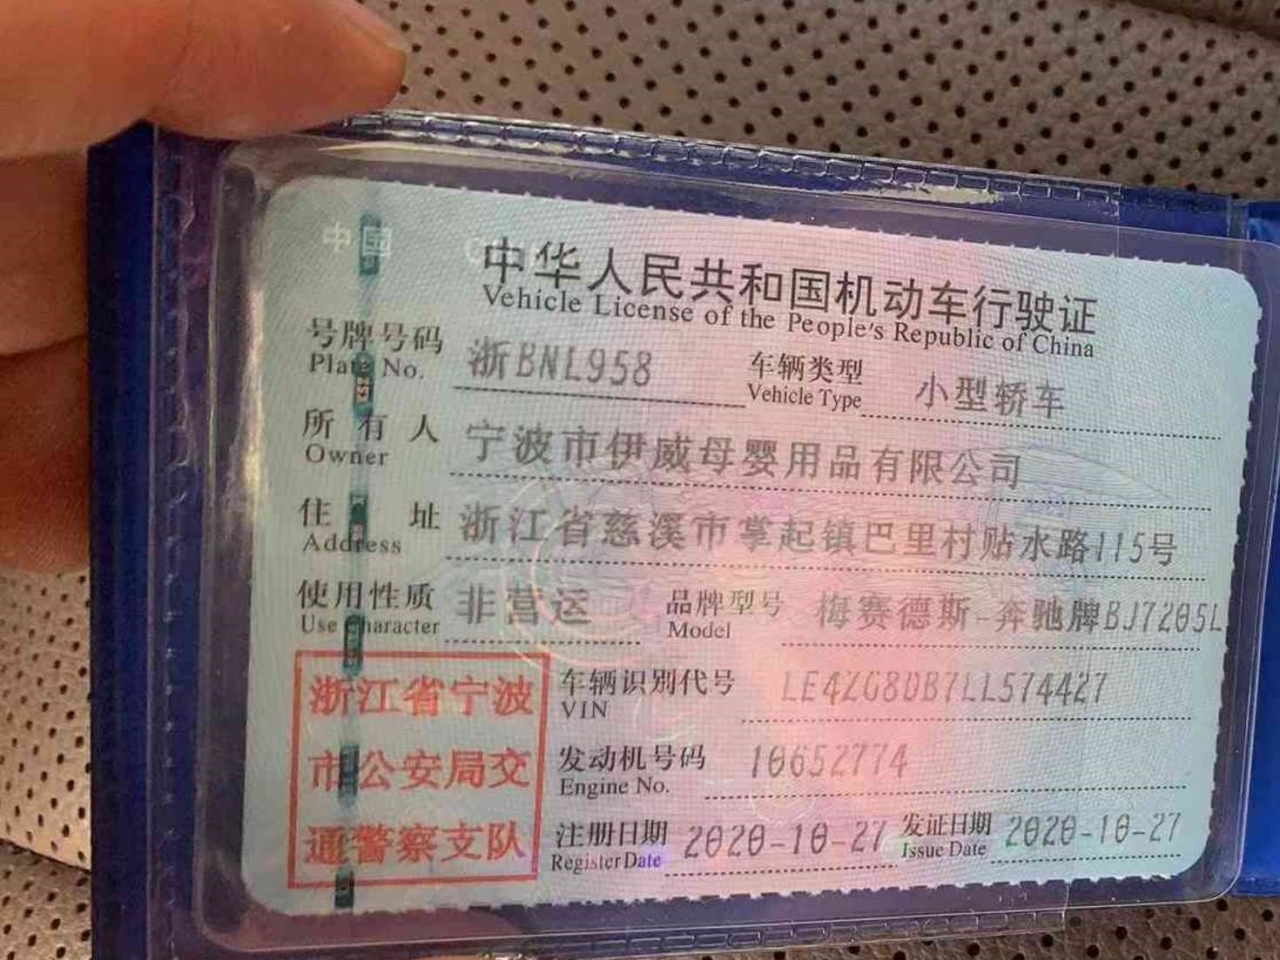 中国
中华人民共和国机动车行驶证
Vehicle License of the People's Republic of China
号牌号码 浙BNL958 车辆类型 小型轿车
Plate No. Vehicle Type
所有人 宁波市伊威母婴用品有限公司
Owner
住址 浙江省慈溪市掌起镇巴里村贴水路115号
Address
使用性质 非营运 品牌型号 梅赛德斯-奔驰牌BJ7205L
Use Character Model
浙江省宁波
市公安局交
通警察支队
车辆识别代号 LE4ZG8DB7LL574427
VIN
发动机号码 10652774
Engine No.
注册日期 2020-10-27 发证日期 2020-10-27
Register Date Issue Date